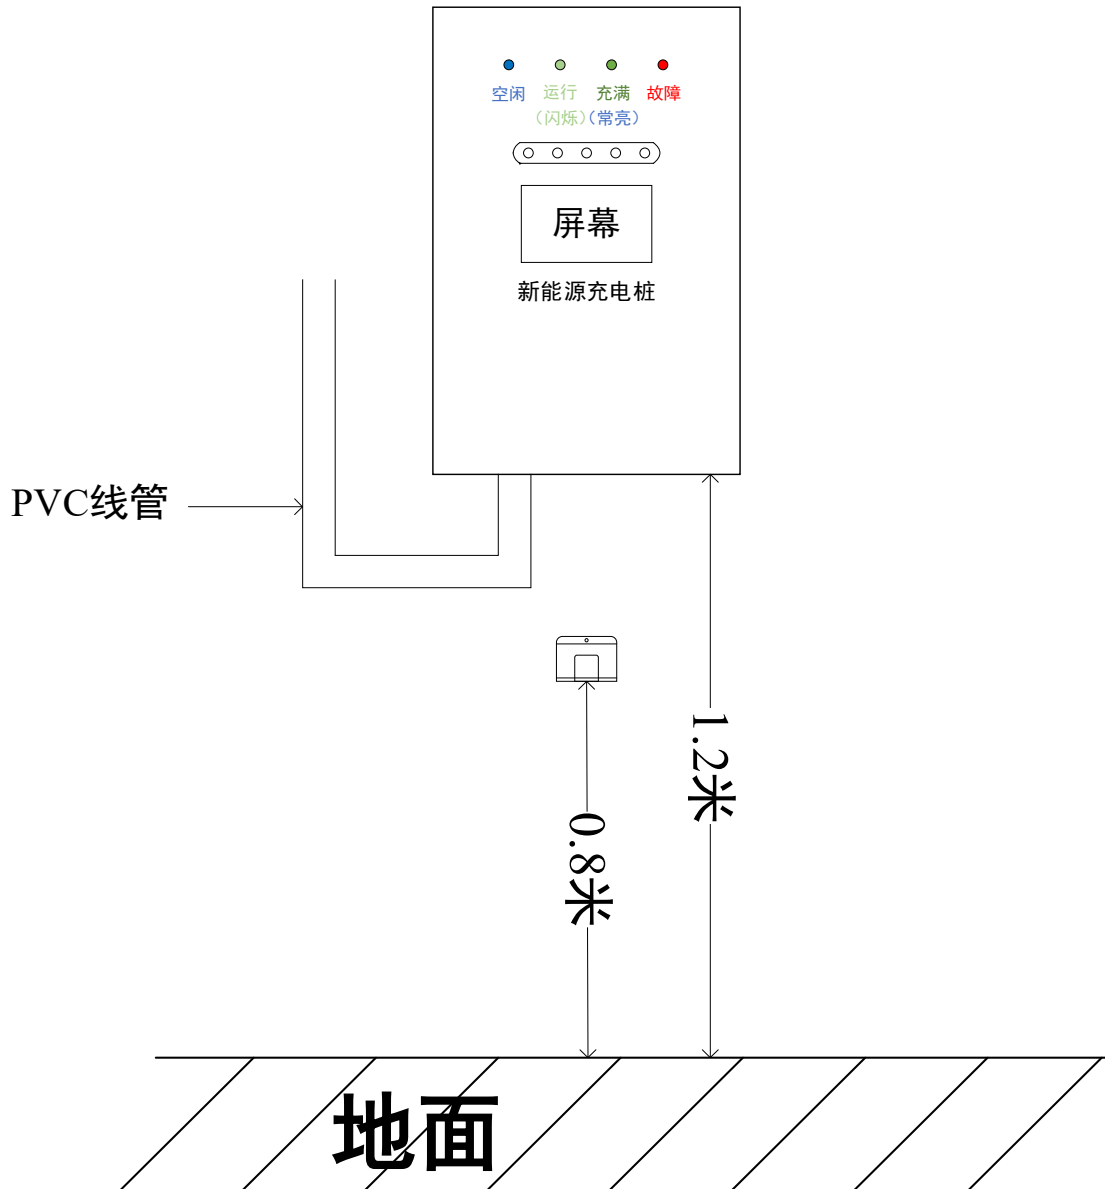 空闲 运行 充满 故障
（闪烁）（常亮）
屏幕
新能源充电桩
PVC线管
1.2米
0.8米
地面